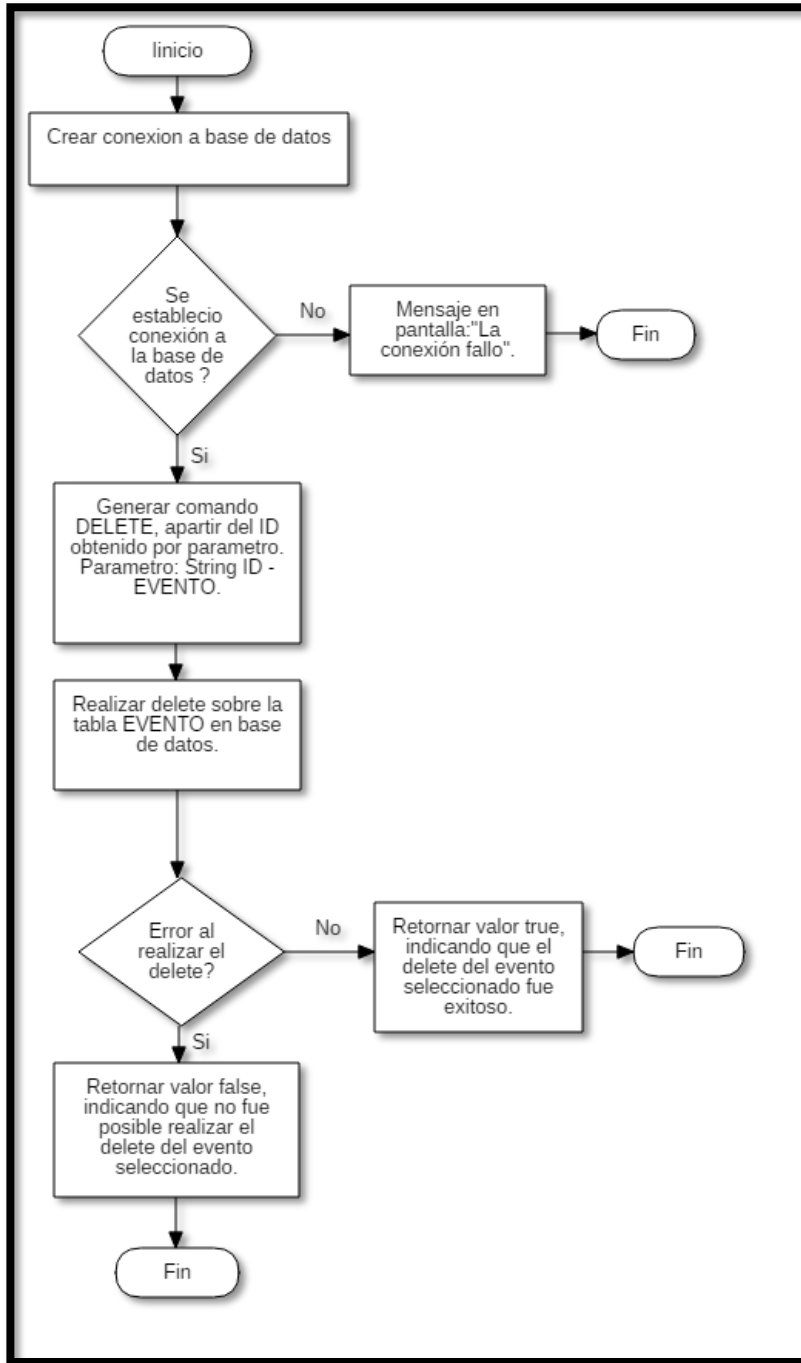 Iinicio
Crear conexion a base de datos
Se
establecio
conexión a
la base de
datos ?
No
Mensaje en
pantalla:"La
conexión fallo".
Fin
Si
Generar comando
DELETE, apartir del ID
obtenido por parametro.
Parametro: String ID -
EVENTO.
Realizar delete sobre la
tabla EVENTO en base
de datos.
Error al
realizar el
delete?
No
Retornar valor true,
indicando que el
delete del evento
seleccionado fue
exitoso.
Fin
Si
Retornar valor false,
indicando que no fue
posible realizar el
delete del evento
seleccionado.
Fin